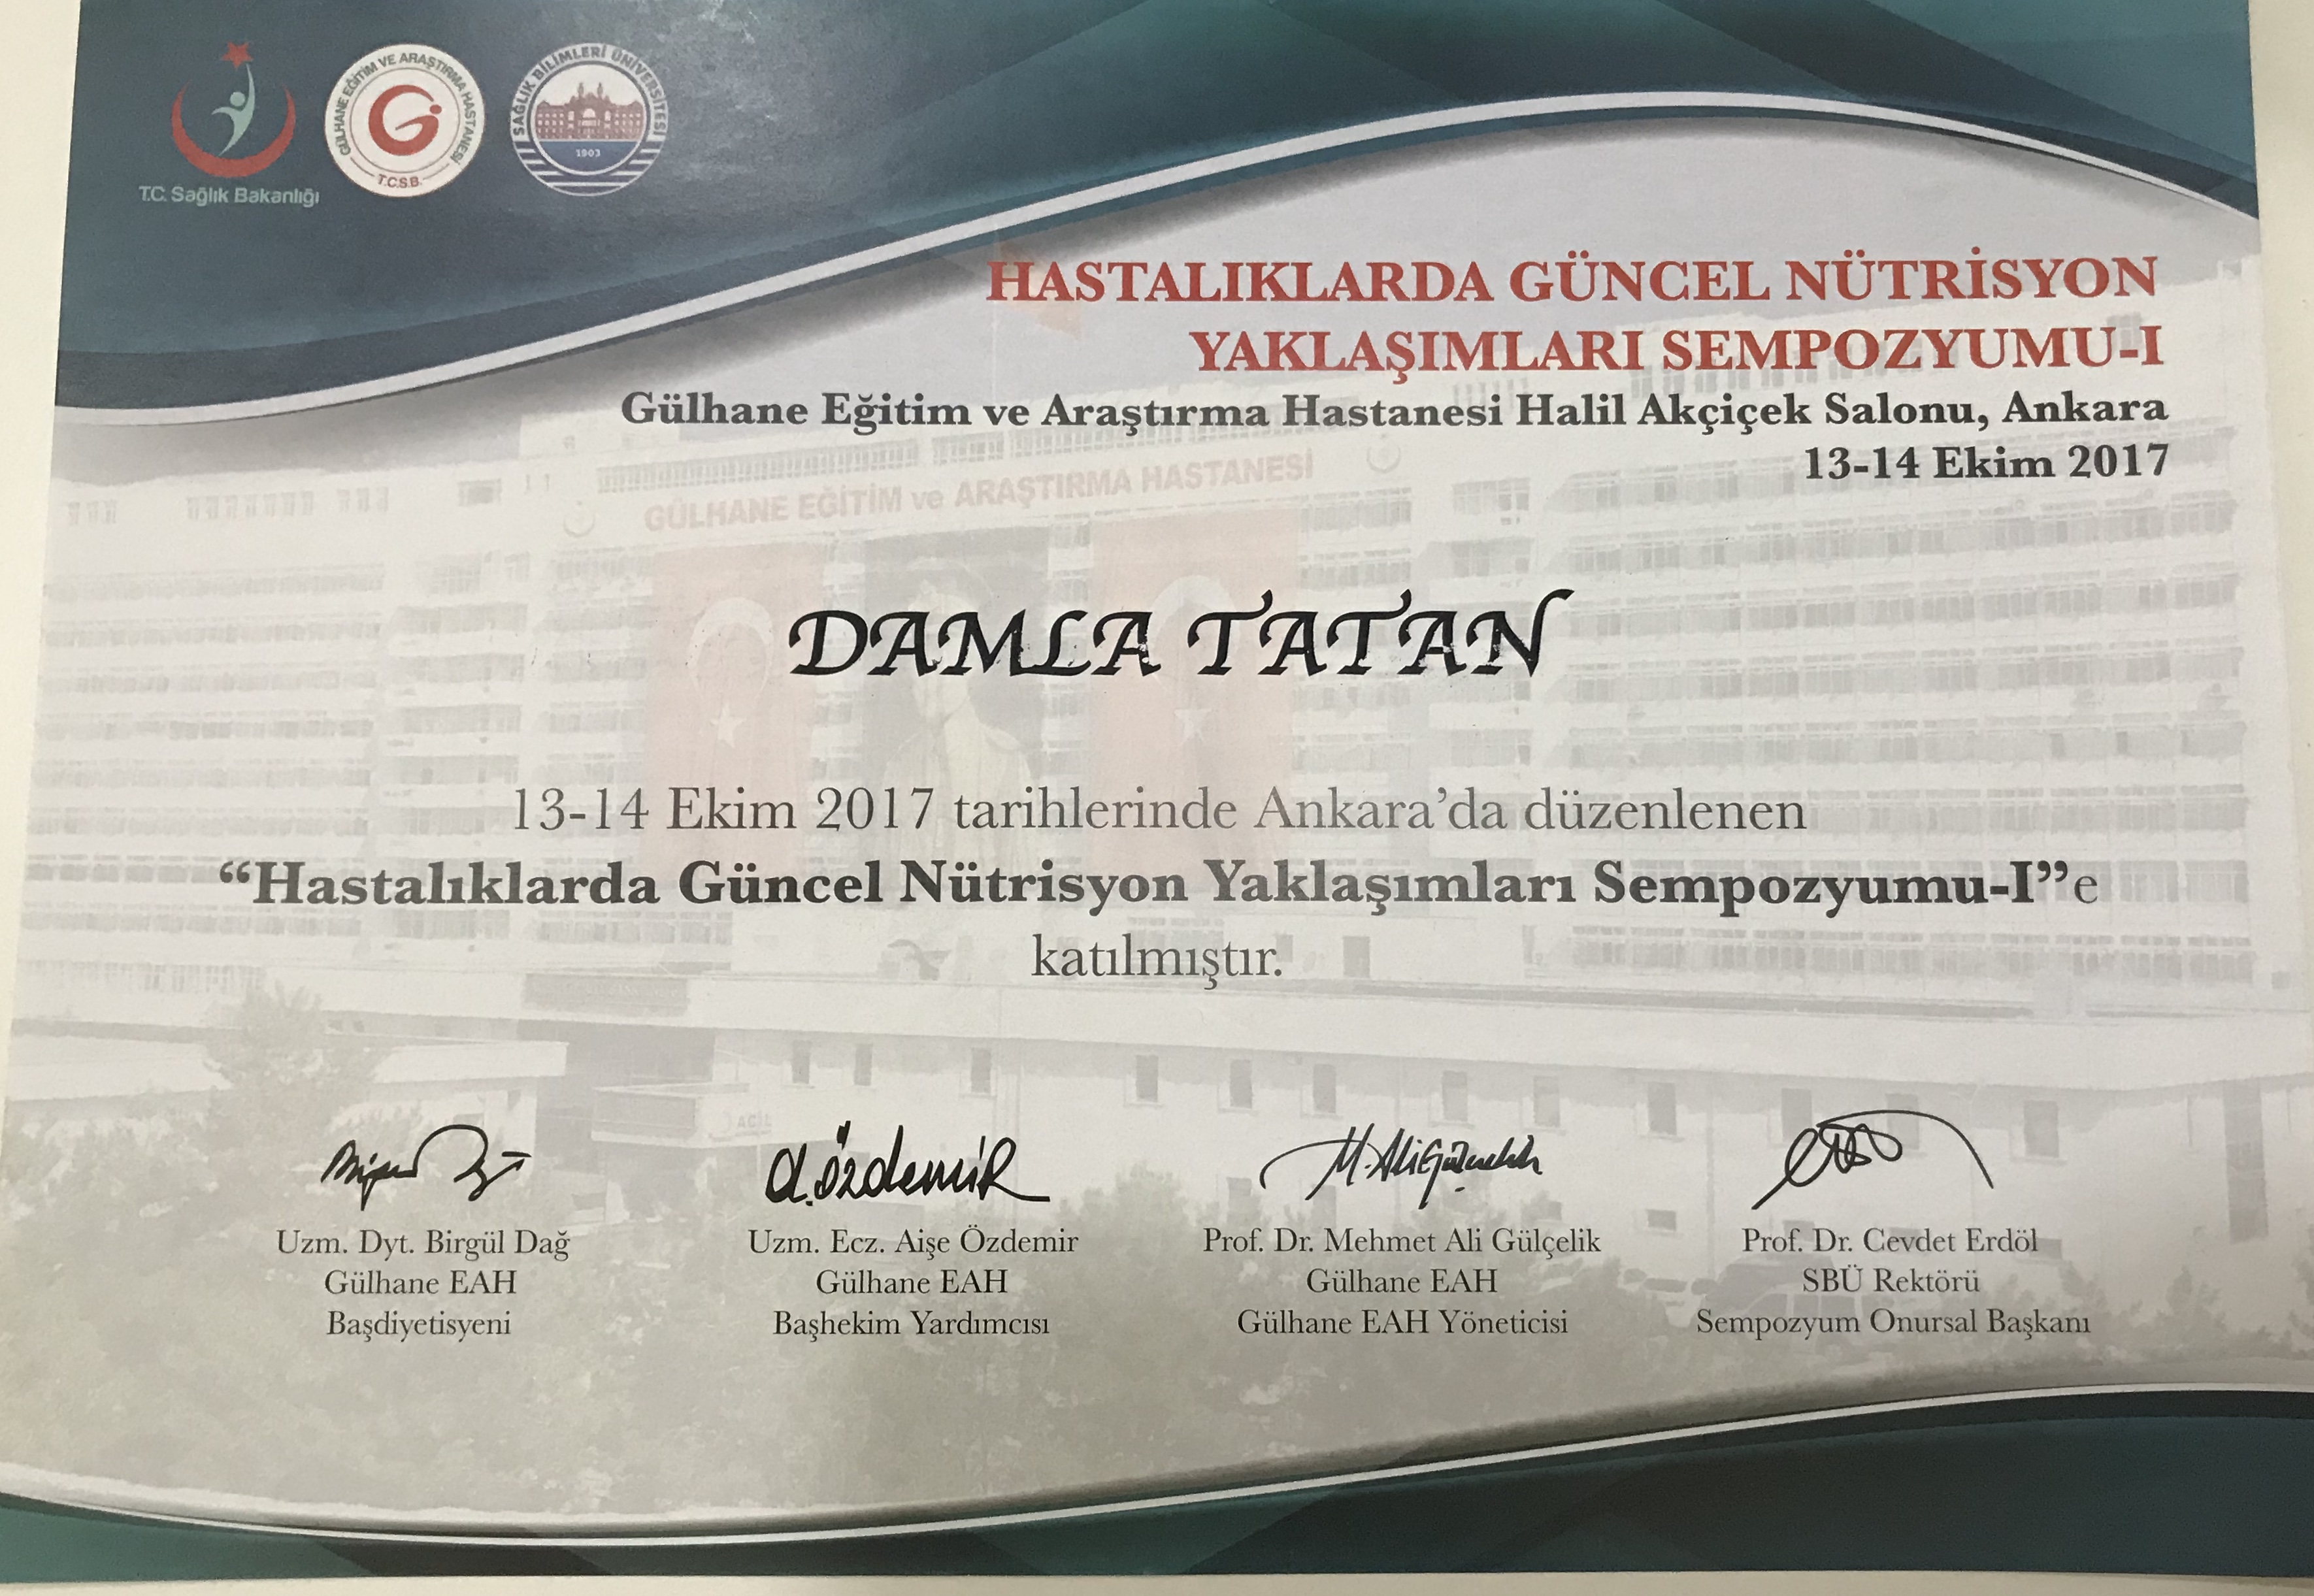 T.C. Sağlık Bakanlığı
GÜLHANE EĞİTİM VE ARAŞTIRMA HASTANESİ
T.C.S.B.
SAĞLIK BİLİMLERİ ÜNİVERSİTESİ
1903
HASTALIKLARDA GÜNCEL NÜTRİSYON
YAKLAŞIMLARI SEMPOZYUMU-I
Gülhane Eğitim ve Araştırma Hastanesi Halil Akçiçek Salonu, Ankara
13-14 Ekim 2017
GÜLHANE EĞİTİM ve ARAŞTIRMA HASTANESİ
DAMLA TATAN
13-14 Ekim 2017 tarihlerinde Ankara’da düzenlenen
“Hastalıklarda Güncel Nütrisyon Yaklaşımları Sempozyumu-I”e
katılmıştır.
ACİL
A.Özdemir
Uzm. Dyt. Birgül Dağ
Gülhane EAH
Başdiyetisyeni
Uzm. Ecz. Aişe Özdemir
Gülhane EAH
Başhekim Yardımcısı
Prof. Dr. Mehmet Ali Gülçelik
Gülhane EAH
Gülhane EAH Yöneticisi
Prof. Dr. Cevdet Erdöl
SBÜ Rektörü
Sempozyum Onursal Başkanı